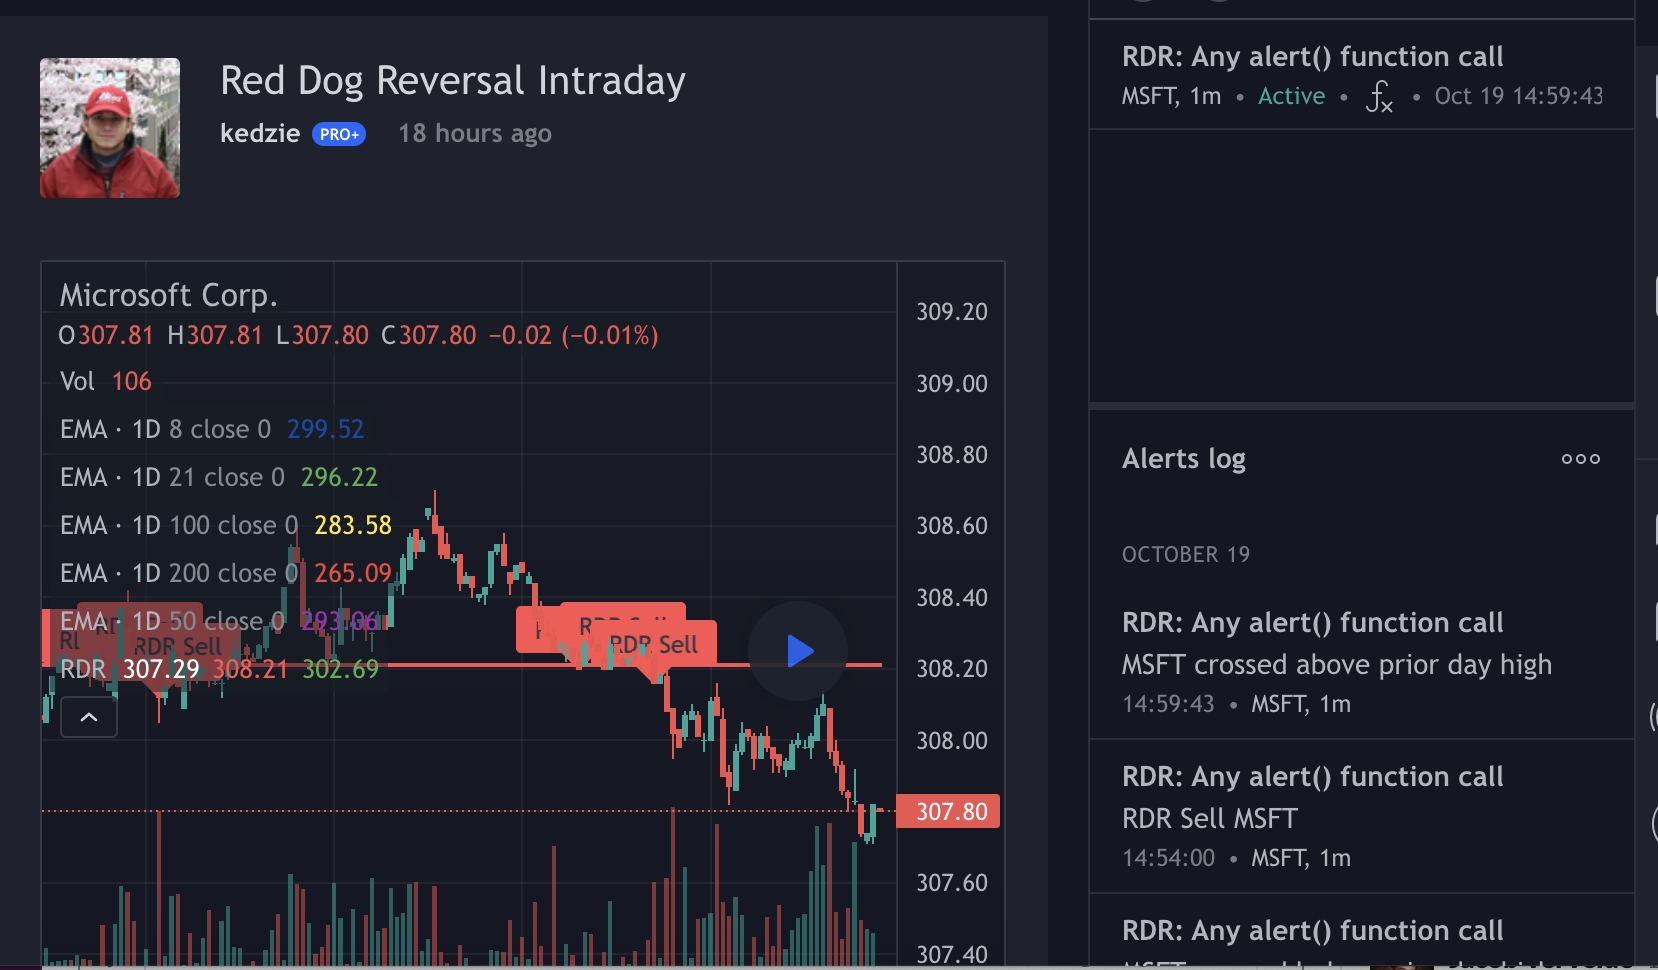 Red Dog Reversal Intraday
kedzie PRO+ 18 hours ago
Microsoft Corp.
O307.81 H307.81 L307.80 C307.80 −0.02 (−0.01%)
Vol 106
EMA · 1D 8 close 0 299.52
EMA · 1D 21 close 0 296.22
EMA · 1D 100 close 0 283.58
EMA · 1D 200 close 0 265.09
EMA · 1D 50 close 0 293.06
RDR Sell
RDR 307.29 308.21 302.69
RDR Sell
RDR Sell
309.20
309.00
308.80
308.60
308.40
308.20
308.00
307.80
307.60
307.40
RDR: Any alert() function call
MSFT, 1m • Active • fx • Oct 19 14:59:43
Alerts log
OCTOBER 19
RDR: Any alert() function call
MSFT crossed above prior day high
14:59:43 • MSFT, 1m
RDR: Any alert() function call
RDR Sell MSFT
14:54:00 • MSFT, 1m
RDR: Any alert() function call